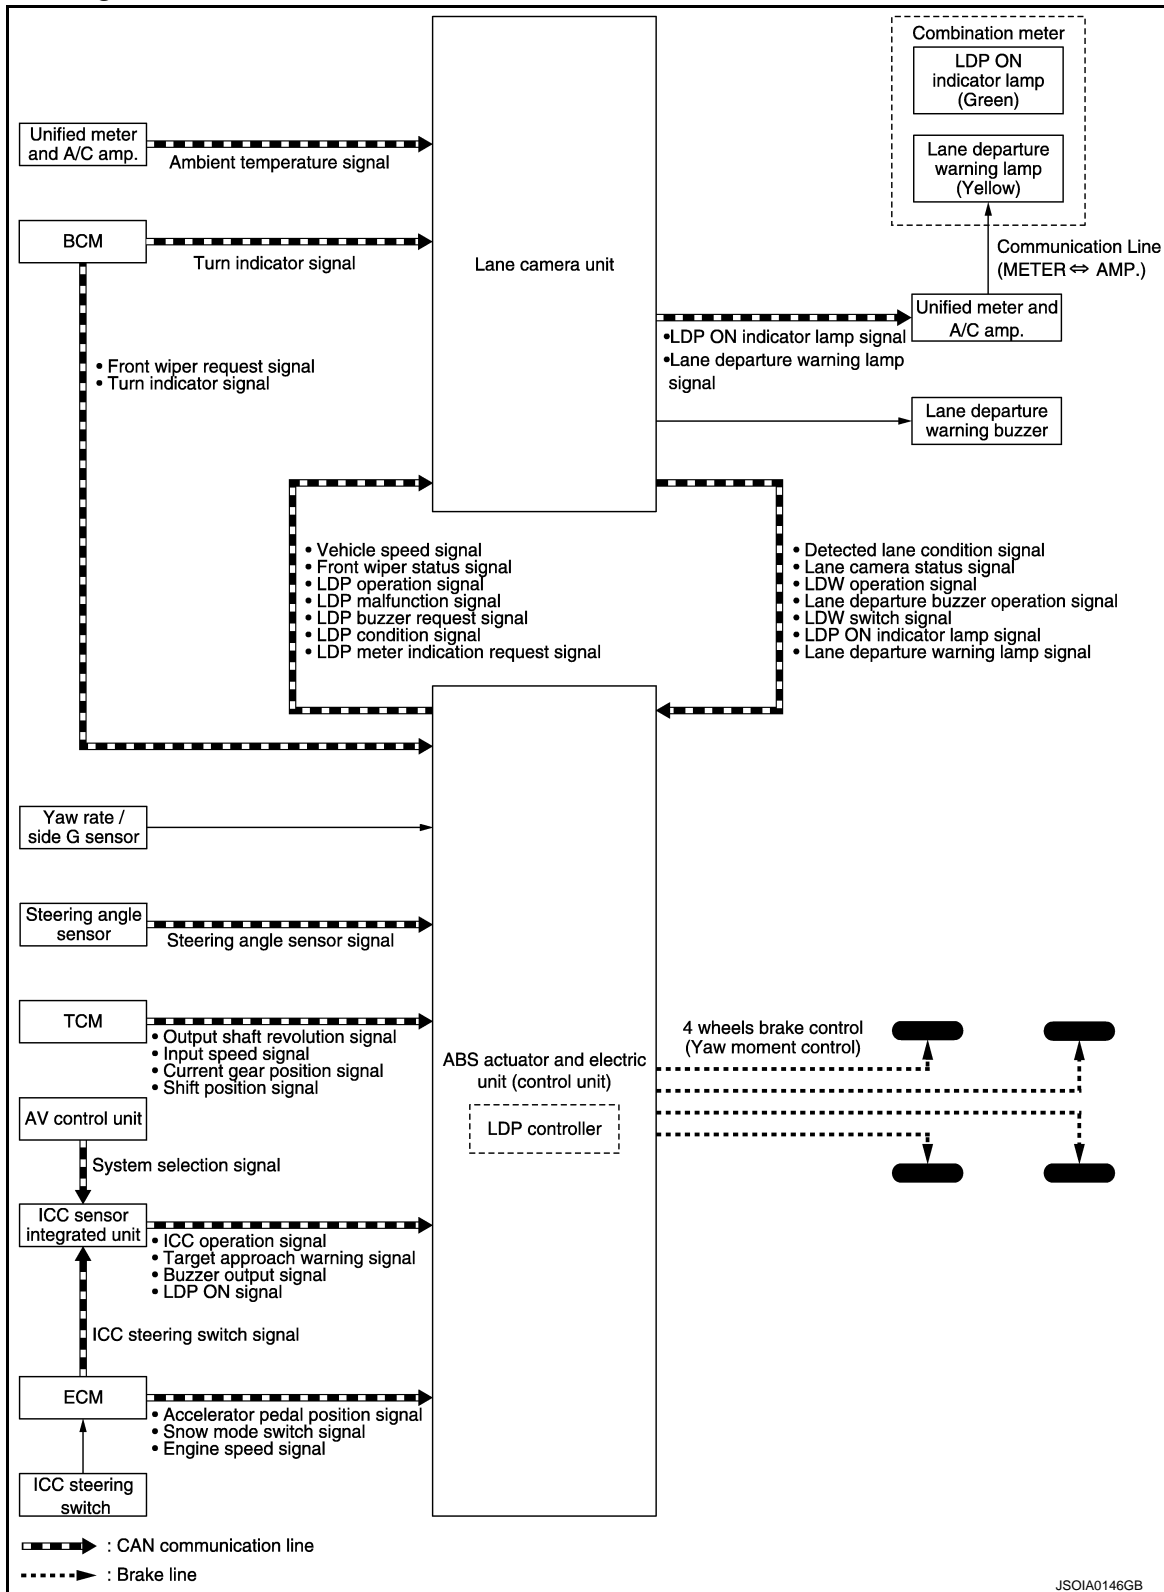 Combination meter
LDP ON
indicator lamp
(Green)
Lane departure
warning lamp
(Yellow)
Unified meter
and A/C amp.
Ambient temperature signal
BCM
Turn indicator signal
Lane camera unit
Communication Line
(METER ⇔ AMP.)
Unified meter and
A/C amp.
•LDP ON indicator lamp signal
•Lane departure warning lamp
signal
• Front wiper request signal
• Turn indicator signal
Lane departure
warning buzzer
• Vehicle speed signal
• Front wiper status signal
• LDP operation signal
• LDP malfunction signal
• LDP buzzer request signal
• LDP condition signal
• LDP meter indication request signal
• Detected lane condition signal
• Lane camera status signal
• LDW operation signal
• Lane departure buzzer operation signal
• LDW switch signal
• LDP ON indicator lamp signal
• Lane departure warning lamp signal
Yaw rate /
side G sensor
Steering angle
sensor
Steering angle sensor signal
TCM
• Output shaft revolution signal
• Input speed signal
• Current gear position signal
• Shift position signal
ABS actuator and electric
unit (control unit)
LDP controller
4 wheels brake control
(Yaw moment control)
AV control unit
System selection signal
ICC sensor
integrated unit
• ICC operation signal
• Target approach warning signal
• Buzzer output signal
• LDP ON signal
ICC steering switch signal
ECM
• Accelerator pedal position signal
• Snow mode switch signal
• Engine speed signal
ICC steering
switch
: CAN communication line
: Brake line
JSOIA0146GB